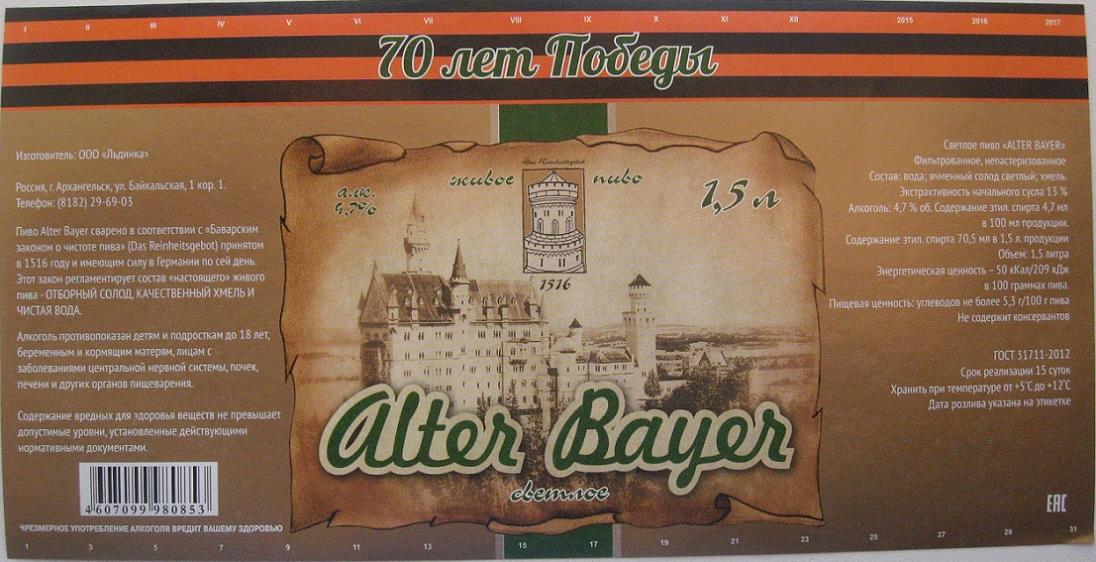 I II III IV V VI VII VIII IX X XI XII 2015 2016 2017
70 лет Победы
Изготовитель: ООО «Льдинка»
Россия, г. Архангельск, ул. Байкальская, 1 кор. 1.
Телефон: (8182) 29-69-03
Пиво Alter Bayer сварено в соответствии с «Баварским
законом о чистоте пива» (Das Reinheitsgebot) принятом
в 1516 году и имеющим силу в Германии по сей день.
Этот закон регламентирует состав «настоящего» живого
пива - ОТБОРНЫЙ СОЛОД, КАЧЕСТВЕННЫЙ ХМЕЛЬ И
ЧИСТАЯ ВОДА.
Алкоголь противопоказан детям и подросткам до 18 лет,
беременным и кормящим матерям, лицам с
заболеваниями центральной нервной системы, почек,
печени и других органов пищеварения.
Содержание вредных для здоровья веществ не превышает
допустимые уровни, установленные действующими
нормативными документами.
4 607099 980853
ЧРЕЗМЕРНОЕ УПОТРЕБЛЕНИЕ АЛКОГОЛЯ ВРЕДИТ ВАШЕМУ ЗДОРОВЬЮ
Altes Reinheitsgebot
живое пиво
алк.
4,7%
1,5 л
1516
Alter Bayer
светлое
Светлое пиво «ALTER BAYER»
Фильтрованное, непастеризованное
Состав: вода; ячменный солод светлый; хмель.
Экстрактивность начального сусла 13 %
Алкоголь: 4,7 % об. Содержание этил. спирта 4,7 мл
в 100 мл продукции.
Содержание этил. спирта 70,5 мл в 1,5 л. продукции
Объем: 1,5 литра
Энергетическая ценность – 50 кКал/209 кДж
в 100 граммах пива.
Пищевая ценность: углеводов не более 5,3 г/100 г пива
Не содержит консервантов
ГОСТ 31711-2012
Срок реализации 15 суток
Хранить при температуре от +5°С до +12°С
Дата розлива указана на этикетке
EAC
1 3 5 7 9 11 13 15 17 19 21 23 25 27 29 31